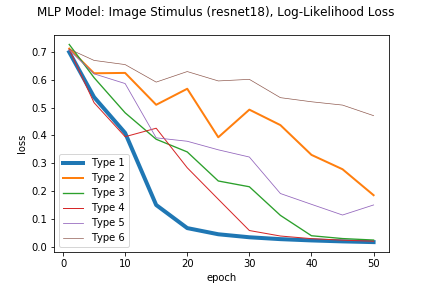 MLP Model: Image Stimulus (resnet18), Log-Likelihood Loss
0.7
0.6
0.5
0.4
0.3
0.2
0.1
0.0
loss
Type 1
Type 2
Type 3
Type 4
Type 5
Type 6
0 10 20 30 40 50
epoch